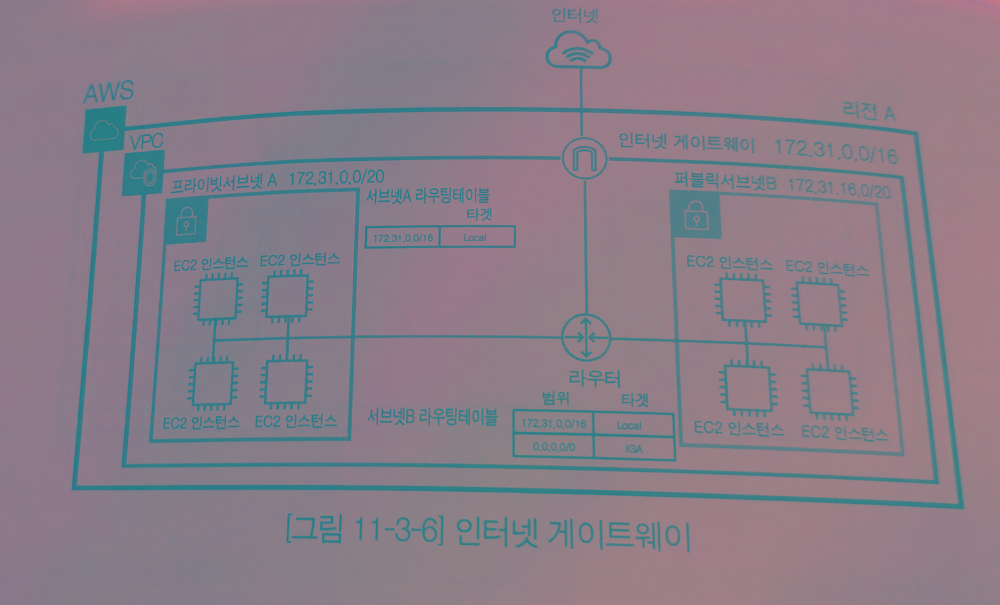 인터넷
AWS
리전 A
VPC
인터넷 게이트웨이 172.31.0.0/16
프라이빗서브넷 A 172.31.0.0/20
서브넷A 라우팅테이블
타겟
172.31.0.0/16 Local
퍼블릭서브넷B 172.31.16.0/20
EC2 인스턴스 EC2 인스턴스
EC2 인스턴스 EC2 인스턴스
EC2 인스턴스 EC2 인스턴스
EC2 인스턴스 EC2 인스턴스
라우터
서브넷B 라우팅테이블
범위 타겟
172.31.0.0/16 Local
0.0.0.0/0 IGA
[그림 11-3-6] 인터넷 게이트웨이